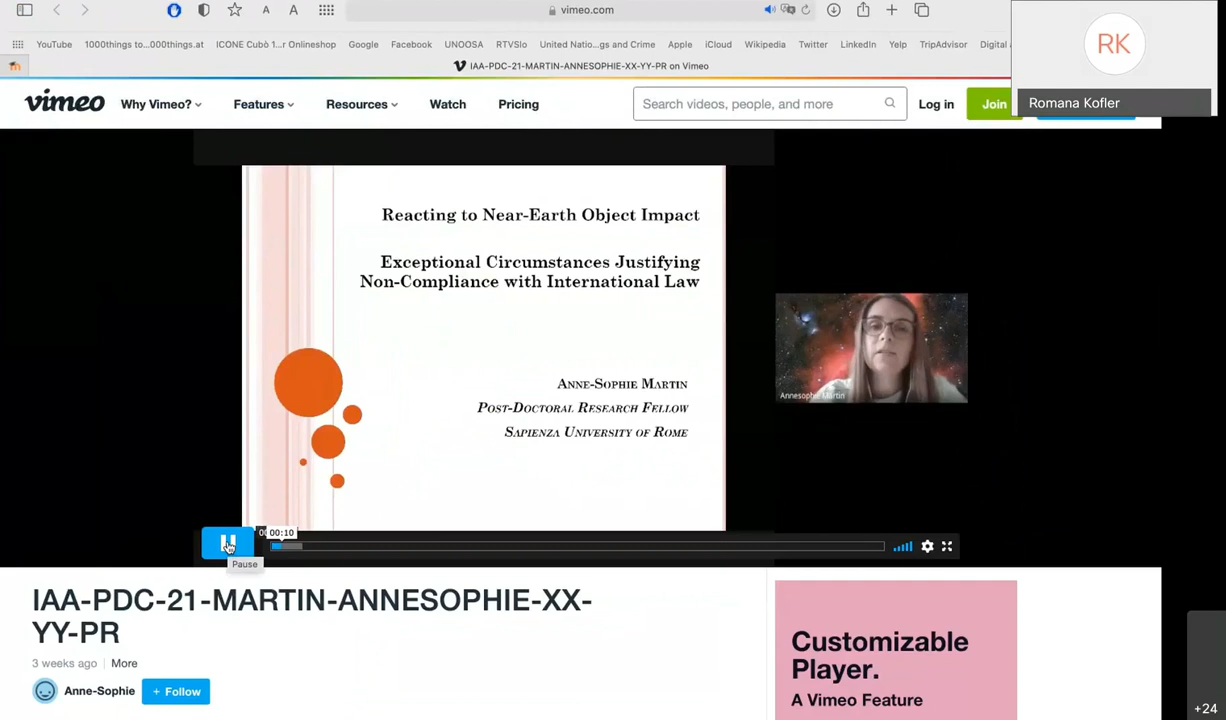 vimeo.com
YouTube 1000things to...000things.at ICONE Cubò 1...r Onlineshop Google Facebook UNOOSA RTVSlo United Natio...gs and Crime Apple iCloud Wikipedia Twitter LinkedIn Yelp TripAdvisor Digital
IAA-PDC-21-MARTIN-ANNESOPHIE-XX-YY-PR on Vimeo
A A
RK
Romana Kofler
vimeo Why Vimeo? Features Resources Watch Pricing Search videos, people, and more Log in Join
Reacting to Near-Earth Object Impact
Exceptional Circumstances Justifying
Non-Compliance with International Law
Anne-Sophie Martin
Post-Doctoral Research Fellow
Sapienza University of Rome
Annesophie Martin
00:10
Pause
IAA-PDC-21-MARTIN-ANNESOPHIE-XX-
YY-PR
3 weeks ago More
Anne-Sophie + Follow
Customizable
Player.
A Vimeo Feature
+24